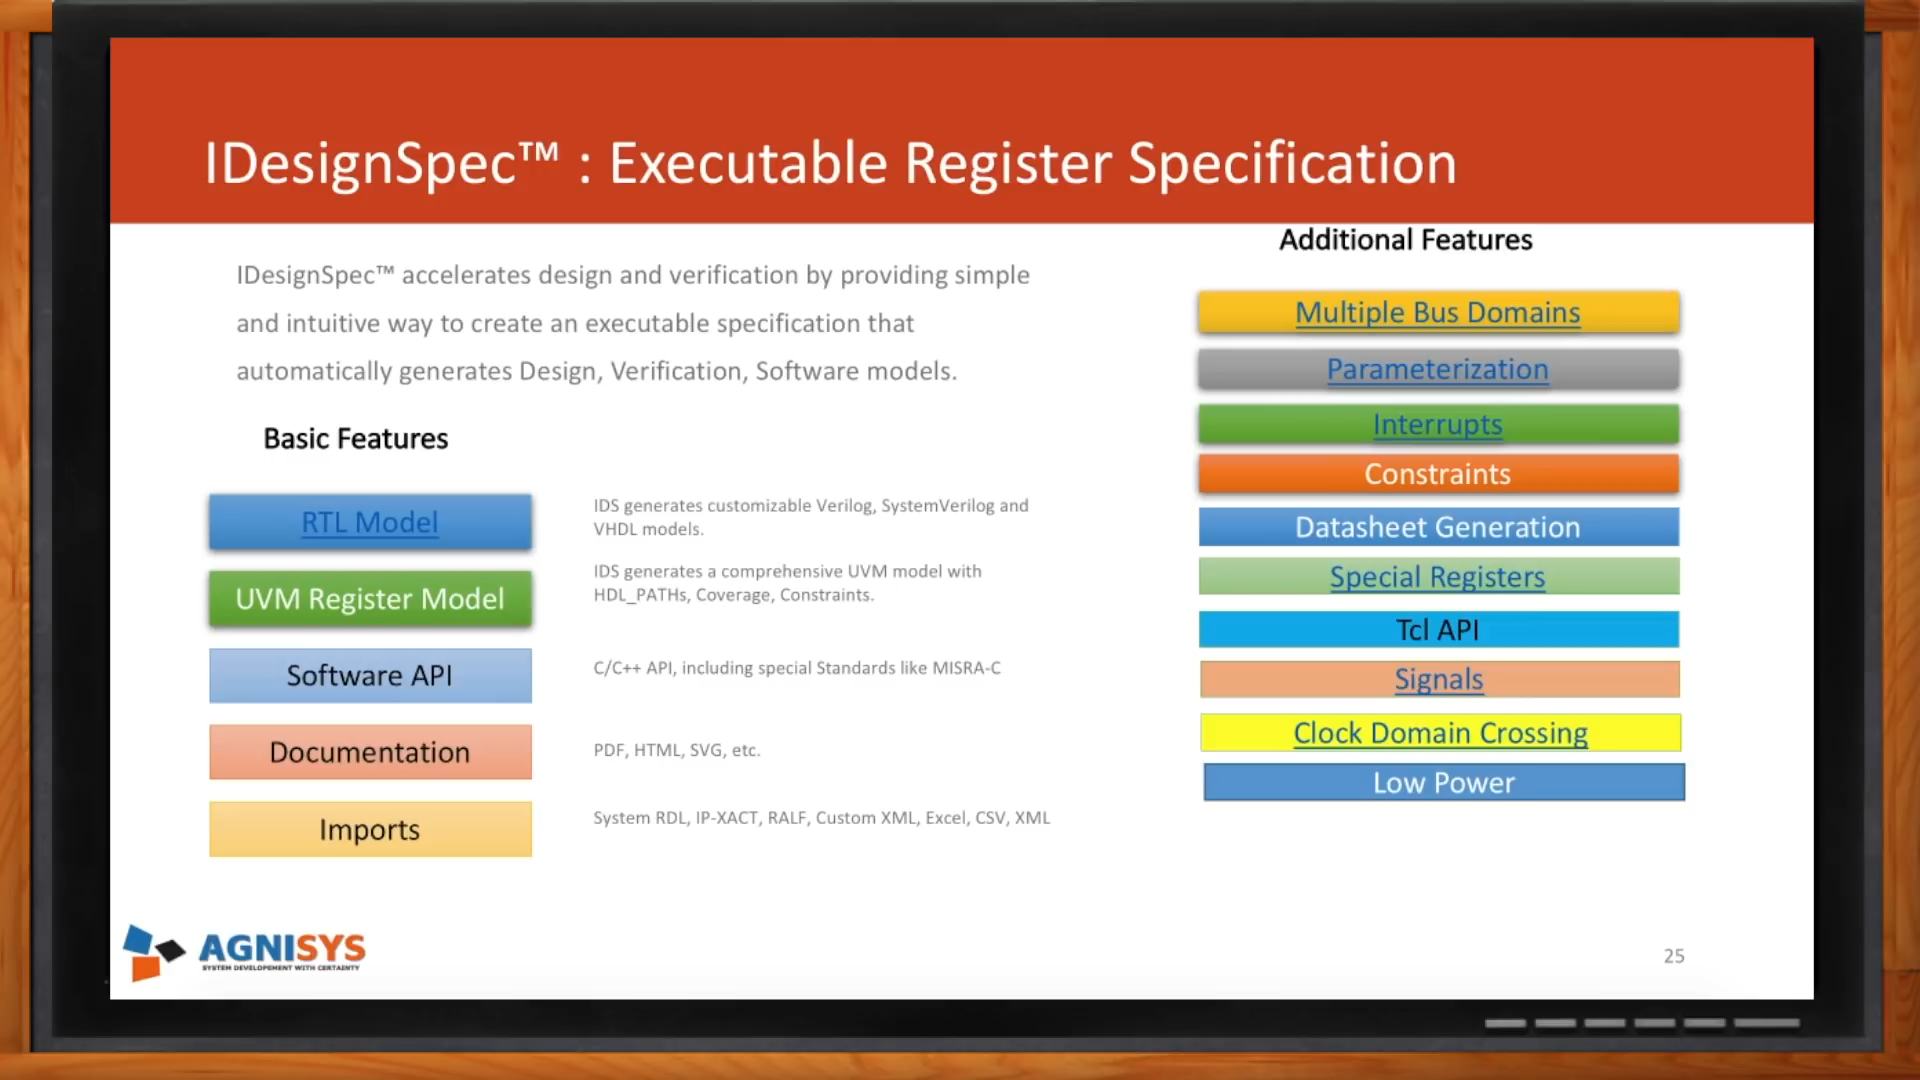 IDesignSpec™ : Executable Register Specification
IDesignSpec™ accelerates design and verification by providing simple
and intuitive way to create an executable specification that
automatically generates Design, Verification, Software models.
Basic Features
RTL Model
IDS generates customizable Verilog, SystemVerilog and
VHDL models.
UVM Register Model
IDS generates a comprehensive UVM model with
HDL_PATHs, Coverage, Constraints.
Software API
C/C++ API, including special Standards like MISRA-C
Documentation
PDF, HTML, SVG, etc.
Imports
System RDL, IP-XACT, RALF, Custom XML, Excel, CSV, XML
Additional Features
Multiple Bus Domains
Parameterization
Interrupts
Constraints
Datasheet Generation
Special Registers
Tcl API
Signals
Clock Domain Crossing
Low Power
AGNISYS
SYSTEM DEVELOPEMENT WITH CERTAINTY
25